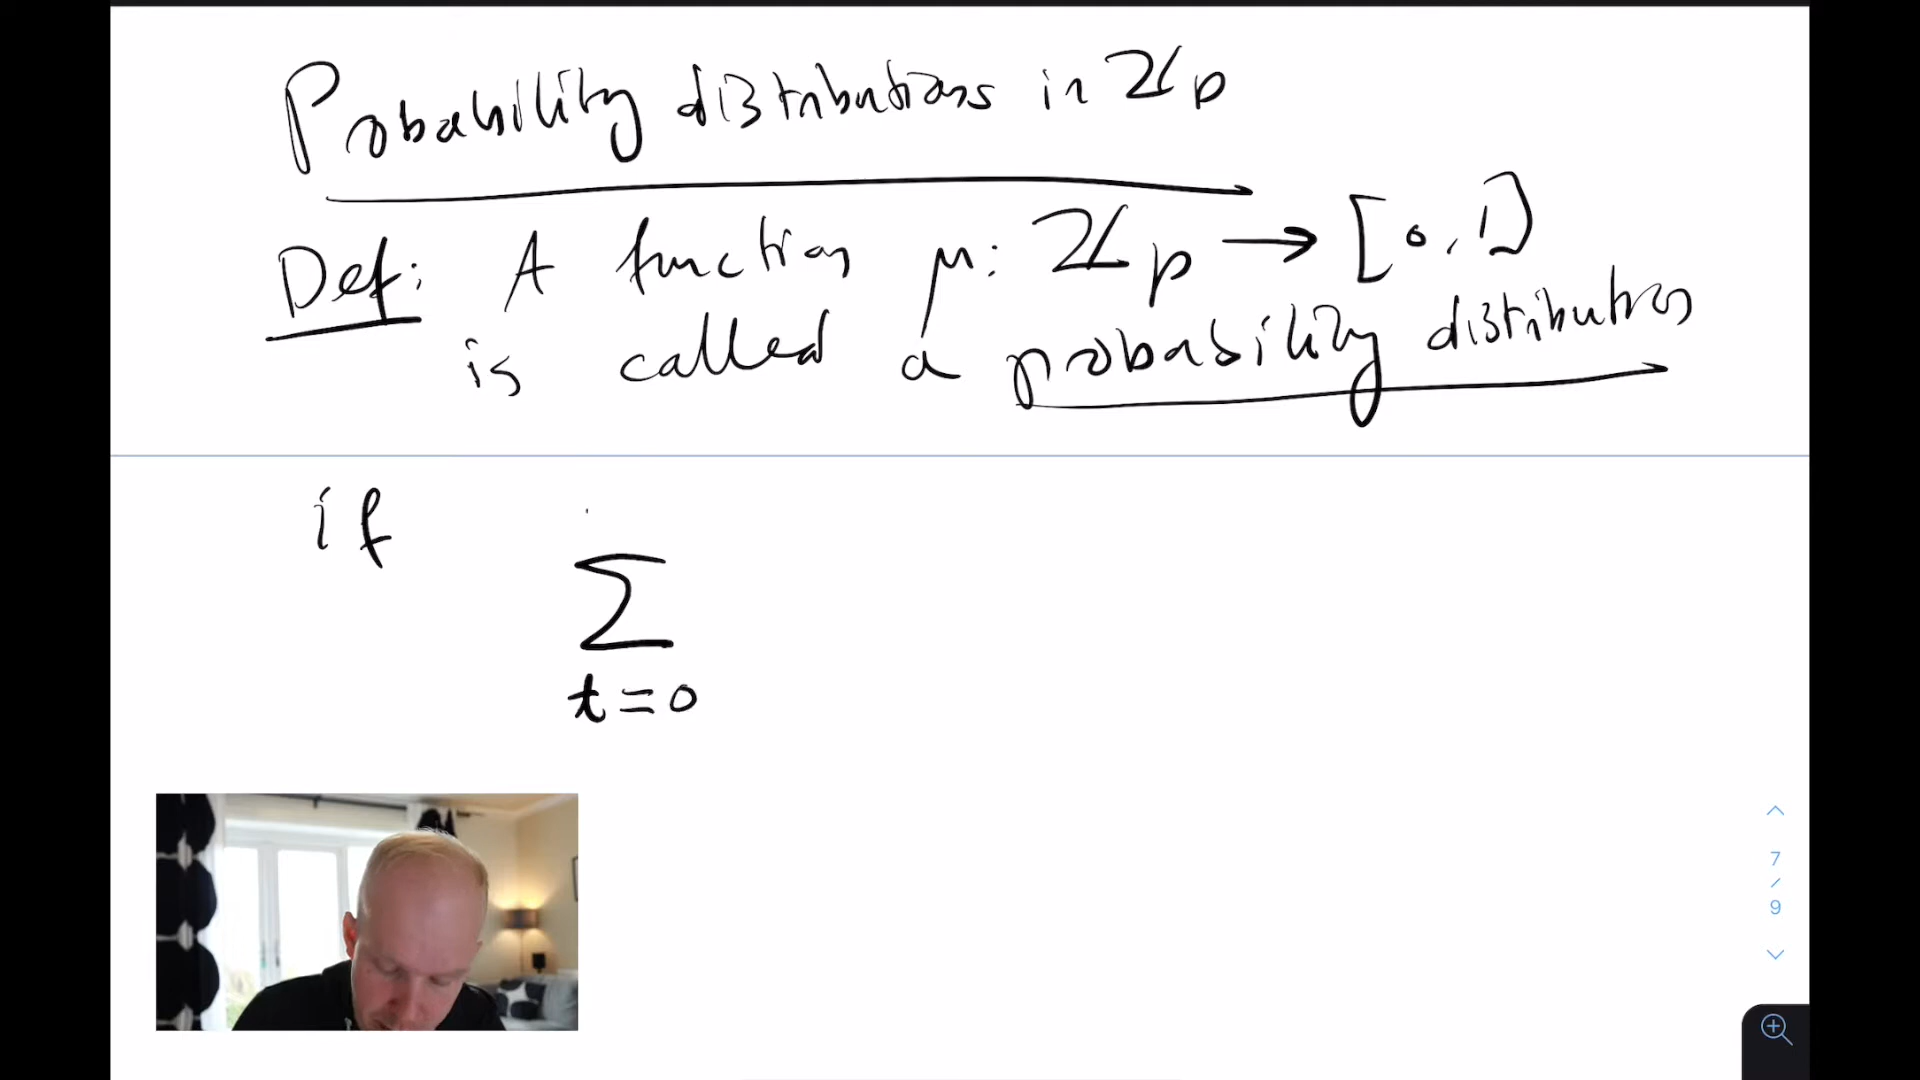 Probability distributions in ℤp
Def: A function μ: ℤp → [0,1]
is called a probability distribution
if
∑
t=0
7
/
9